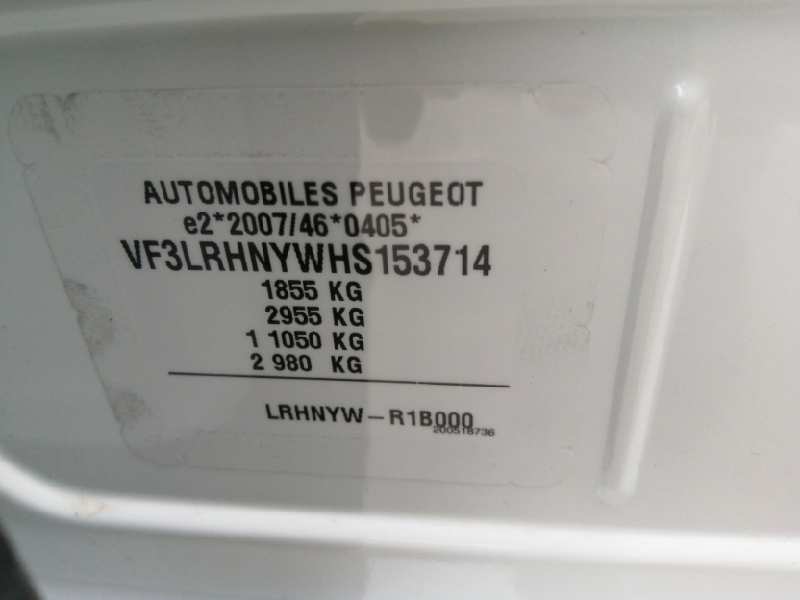 AUTOMOBILES PEUGEOT
e2*2007/46*0405*
VF3LRHNYWHS153714
1855 KG
2955 KG
1 1050 KG
2 980 KG
LRHNYW-R1B000
200518736